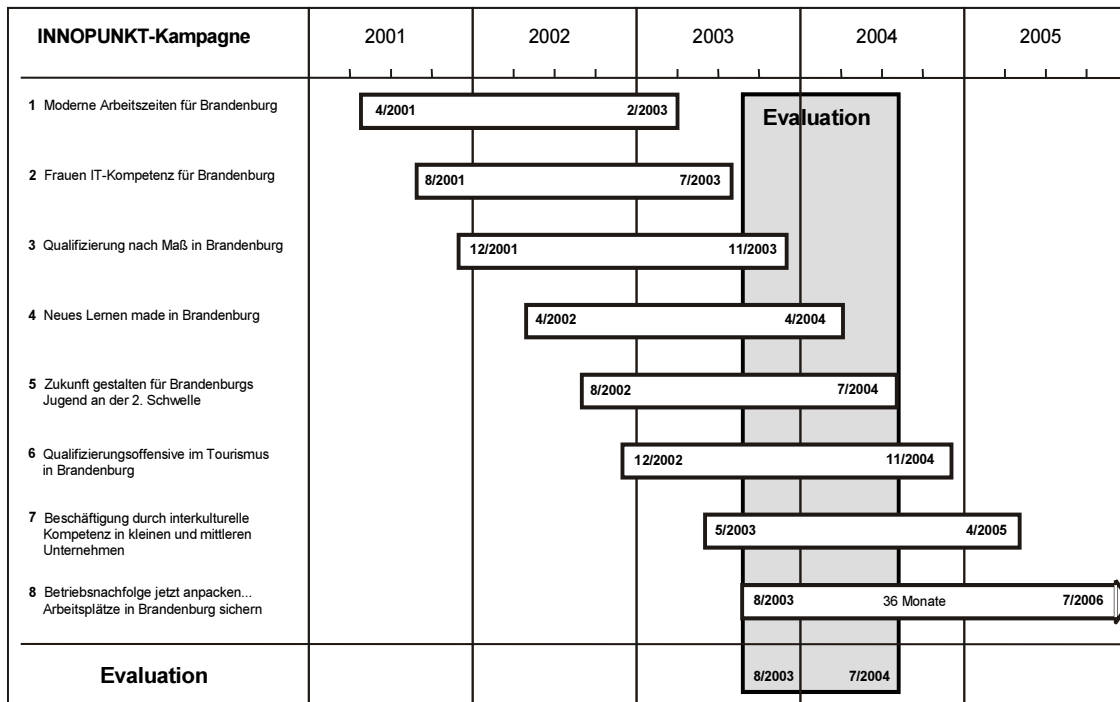 INNOPUNKT-Kampagne 2001 2002 2003 2004 2005
1 Moderne Arbeitszeiten für Brandenburg 4/2001 2/2003
Evaluation
2 Frauen IT-Kompetenz für Brandenburg 8/2001 7/2003
3 Qualifizierung nach Maß in Brandenburg 12/2001 11/2003
4 Neues Lernen made in Brandenburg 4/2002 4/2004
5 Zukunft gestalten für Brandenburgs
Jugend an der 2. Schwelle
8/2002 7/2004
6 Qualifizierungsoffensive im Tourismus
in Brandenburg
12/2002 11/2004
7 Beschäftigung durch interkulturelle
Kompetenz in kleinen und mittleren
Unternehmen
5/2003 4/2005
8 Betriebsnachfolge jetzt anpacken...
Arbeitsplätze in Brandenburg sichern
8/2003 36 Monate 7/2006
Evaluation 8/2003 7/2004